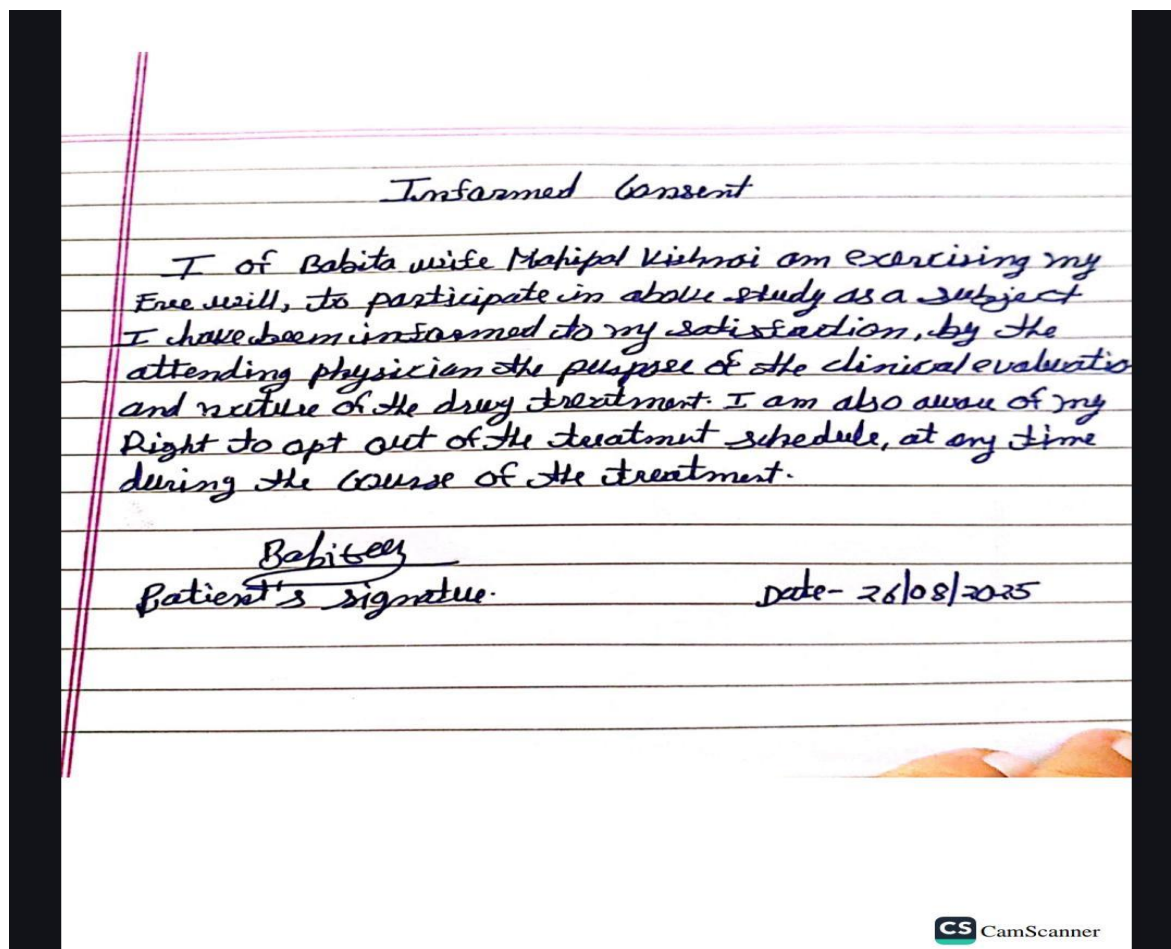 Informed Consent
I of Babita wife Mahipal Vishnoi am exercising my
Free will, to participate in above study as a subject
I have been informed to my satisfaction, by the
attending physician the purpose of the clinical evaluatio
and nature of the drug treatment. I am also aware of my
Right to opt out of the treatment schedule, at any time
during the course of the treatment.
Babita
Patient's signature.
Date- 26/08/2025
CS CamScanner